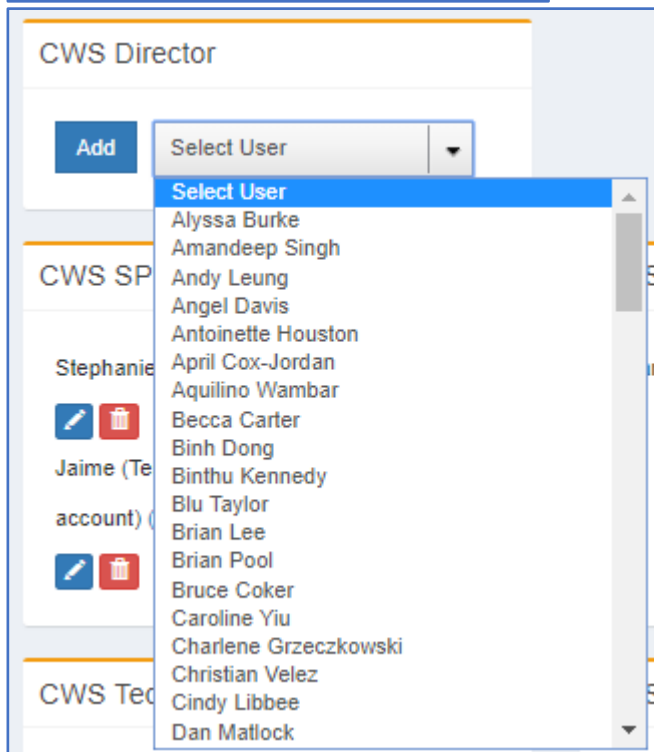 CWS Director
Add
Select User
Select User
Alyssa Burke
Amandeep Singh
CWS SP
Andy Leung
Angel Davis
Antoinette Houston
Stephanie
April Cox-Jordan
Aquilino Wambar
Becca Carter
Binh Dong
Jaime (Te
Binthu Kennedy
Blu Taylor
account) (
Brian Lee
Brian Pool
Bruce Coker
Caroline Yiu
Charlene Grzeczkowski
Christian Velez
CWS Tec
Cindy Libbee
Dan Matlock